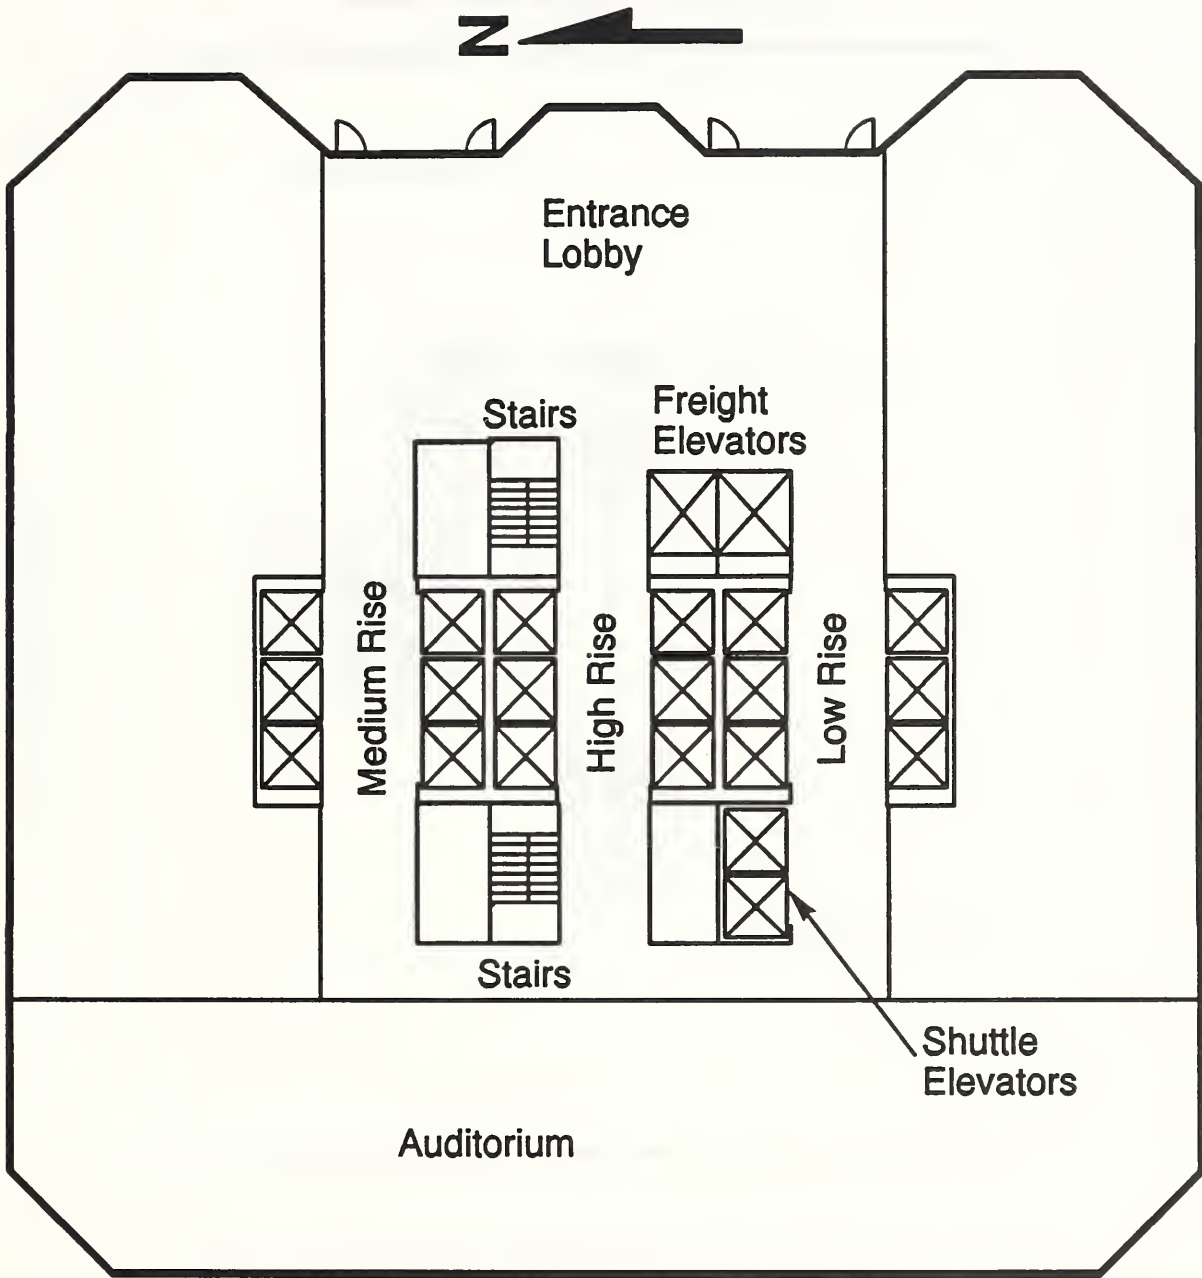 N
Entrance
Lobby
Stairs
Freight
Elevators
Medium Rise
High Rise
Low Rise
Stairs
Shuttle
Elevators
Auditorium